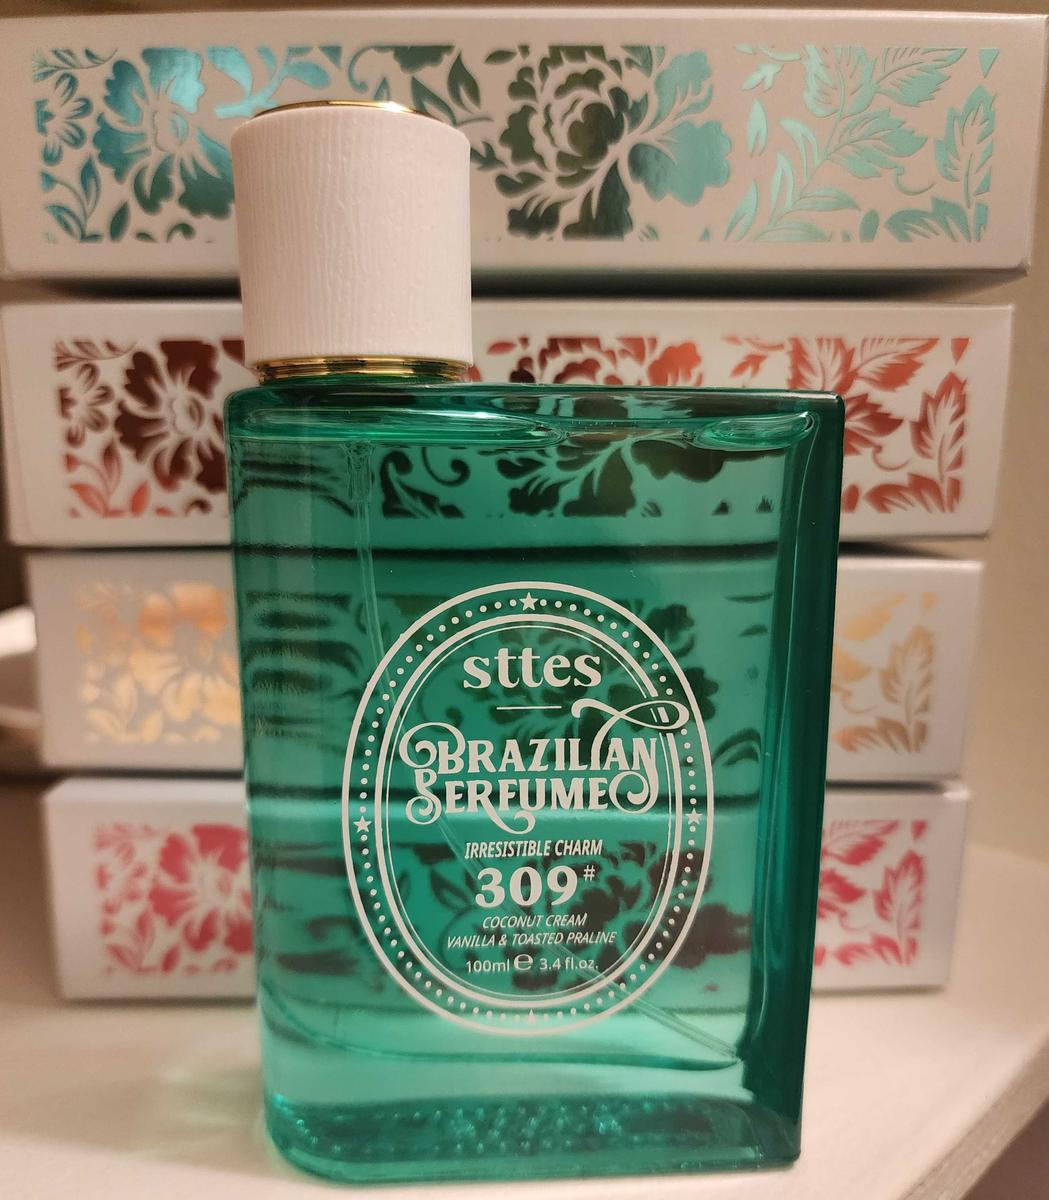 sttes
BRAZILIAN
PERFUME
IRRESISTIBLE CHARM
309#
COCONUT CREAM
VANILLA & TOASTED PRALINE
100ml ℮ 3.4 fl.oz.